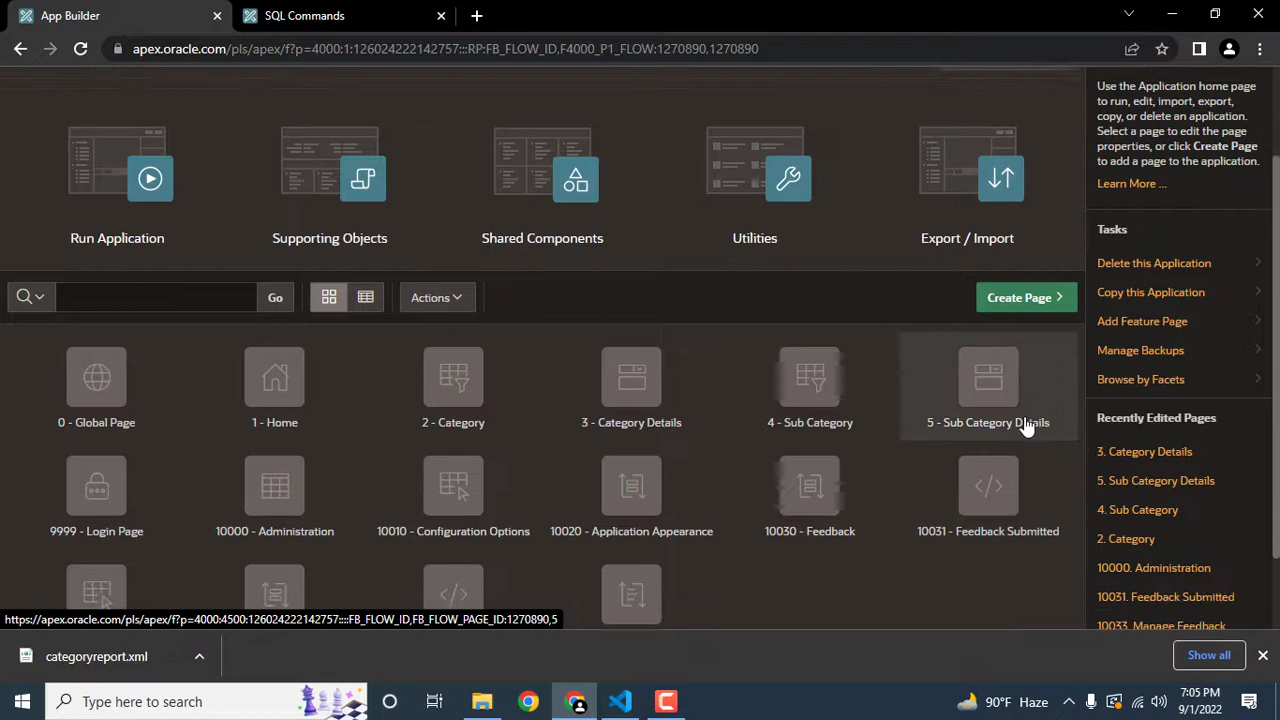 App Builder
SQL Commands
apex.oracle.com/pls/apex/f?p=4000:1:126024222142757:::RP:FB_FLOW_ID,F4000_P1_FLOW:1270890,1270890
Run Application
Supporting Objects
Shared Components
Utilities
Export / Import
Go
Actions
Create Page
0 - Global Page
1 - Home
2 - Category
3 - Category Details
4 - Sub Category
5 - Sub Category Details
9999 - Login Page
10000 - Administration
10010 - Configuration Options
10020 - Application Appearance
10030 - Feedback
10031 - Feedback Submitted
Use the Application home page
to run, edit, import, export,
copy, or delete an application.
Select a page to edit the page
properties, or click Create Page
to add a page to the application.
Learn More ...
Tasks
Delete this Application
Copy this Application
Add Feature Page
Manage Backups
Browse by Facets
Recently Edited Pages
3. Category Details
5. Sub Category Details
4. Sub Category
2. Category
10000. Administration
10031. Feedback Submitted
10033. Manage Feedback
https://apex.oracle.com/pls/apex/f?p=4000:4500:126024222142757::::FB_FLOW_ID,FB_FLOW_PAGE_ID:1270890,5
categoryreport.xml
Show all
Type here to search
90°F Haze
7:05 PM
9/1/2022